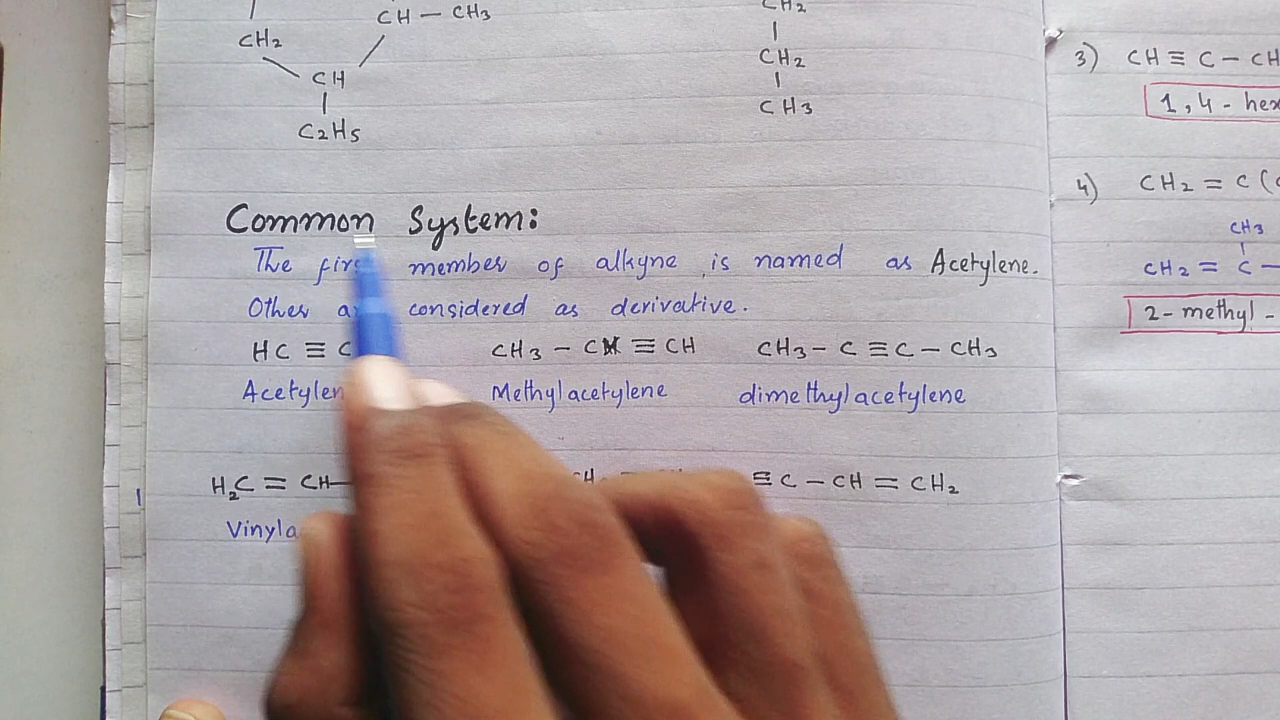 CH – CH3
CH2
CH
C2H5
CH2
CH2
CH3
Common System:
The member of alkyne is named as Acetylene.
Other considered as derivative.
HC ≡ C CH3 – C ≡ CH CH3 – C ≡ C – CH3
Methylacetylene dimethylacetylene
H2C = CH – ≡ C – CH = CH2
3) CH ≡ C – CH
1,4 - hex
4) CH2 = C (
CH3
CH2 = C –
2 - methyl -